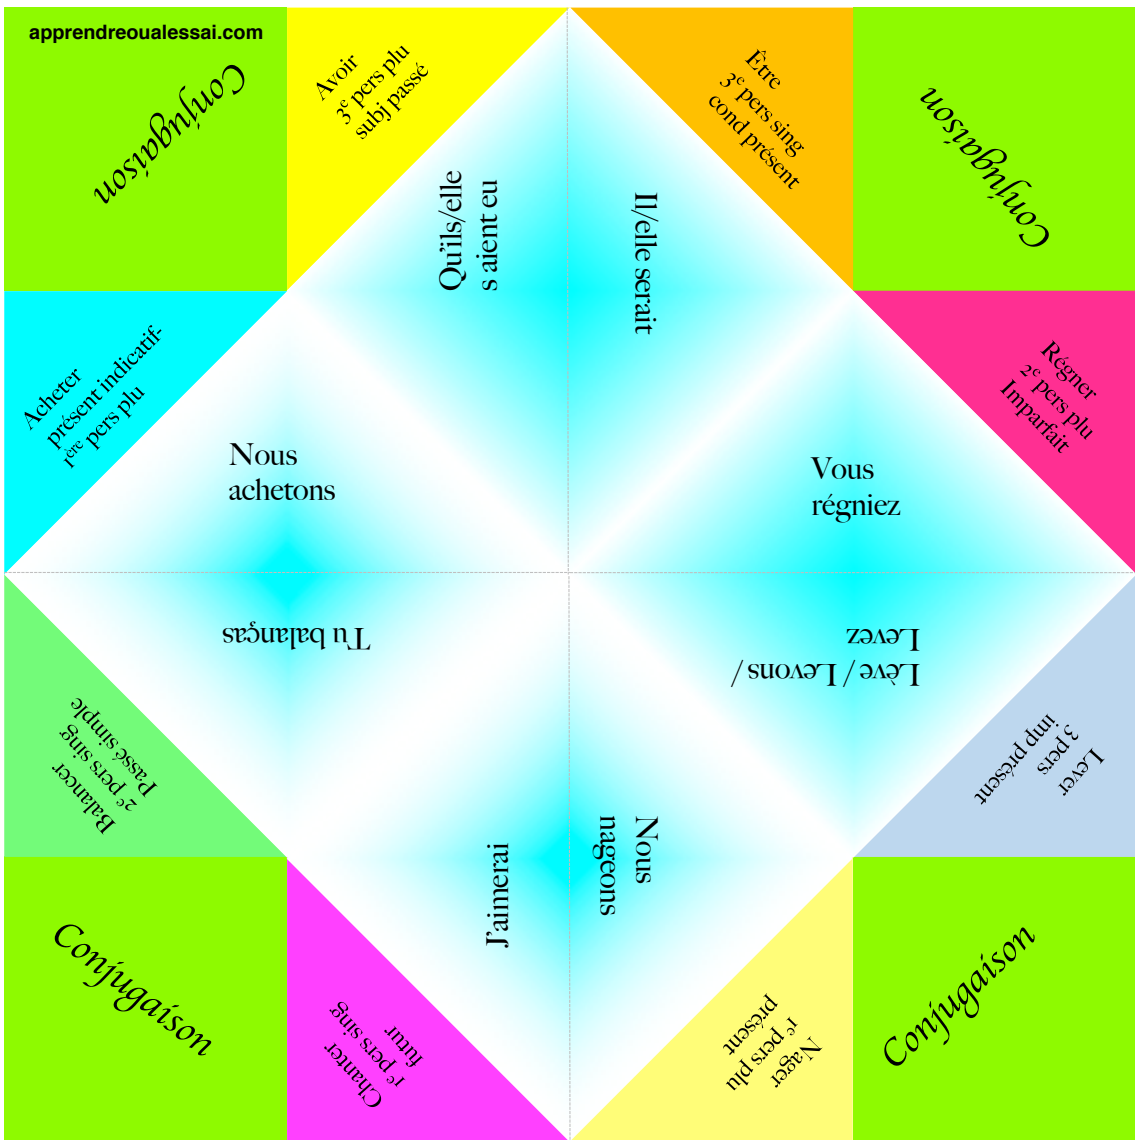 apprendreoualessai.com
Conjugaison
Avoir
3e pers plu
subj passé
Être
3e pers sing
cond présent
Conjugaison
Qu'ils/elle
s aient eu
Il/elle serait
Acheter
présent indicatif-
1ère pers plu
Régner
2e pers plu
Imparfait
Nous
achetons
Vous
régniez
Tu balanças
Lève / Levons /
Levez
Balancer
2e pers sing
Passé simple
Lever
3 pers
imp présent
J'aimerai
Nous
nageons
Conjugaison
Chanter
1e pers sing
futur
Nager
1e pers plu
présent
Conjugaison